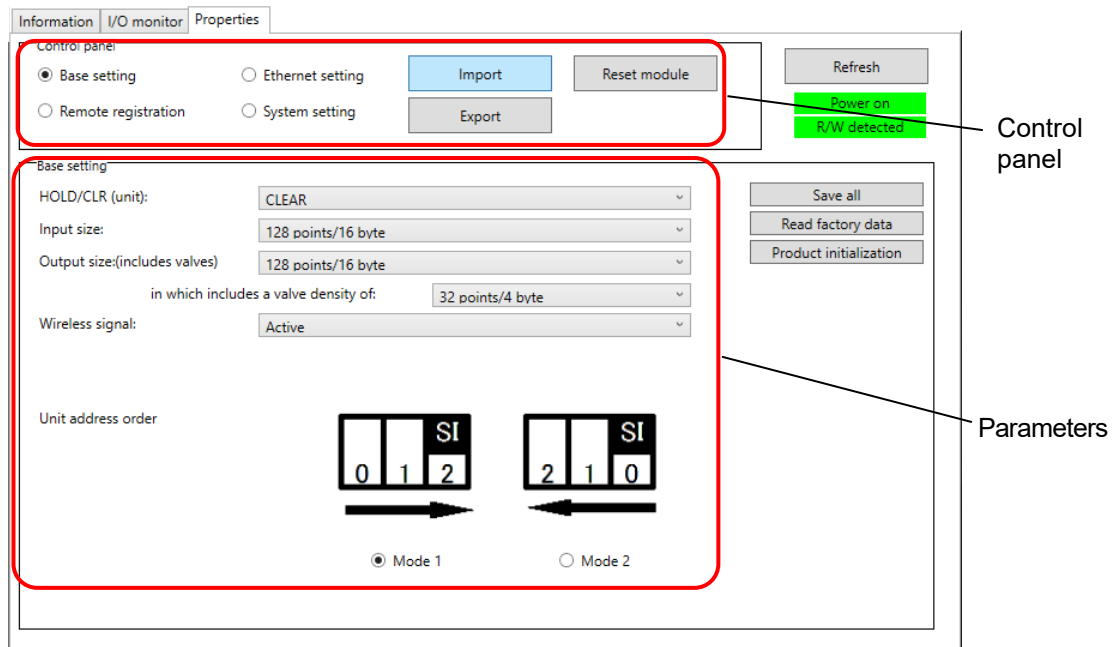 Information I/O monitor Properties
Control panel
Base setting Ethernet setting Import Reset module Refresh
Remote registration System setting Export Power on
R/W detected
Control
panel
Base setting
HOLD/CLR (unit): CLEAR Save all
Input size: 128 points/16 byte Read factory data
Output size:(includes valves) 128 points/16 byte Product initialization
in which includes a valve density of: 32 points/4 byte
Wireless signal: Active
Parameters
Unit address order
SI SI
0 1 2 2 1 0
Mode 1 Mode 2